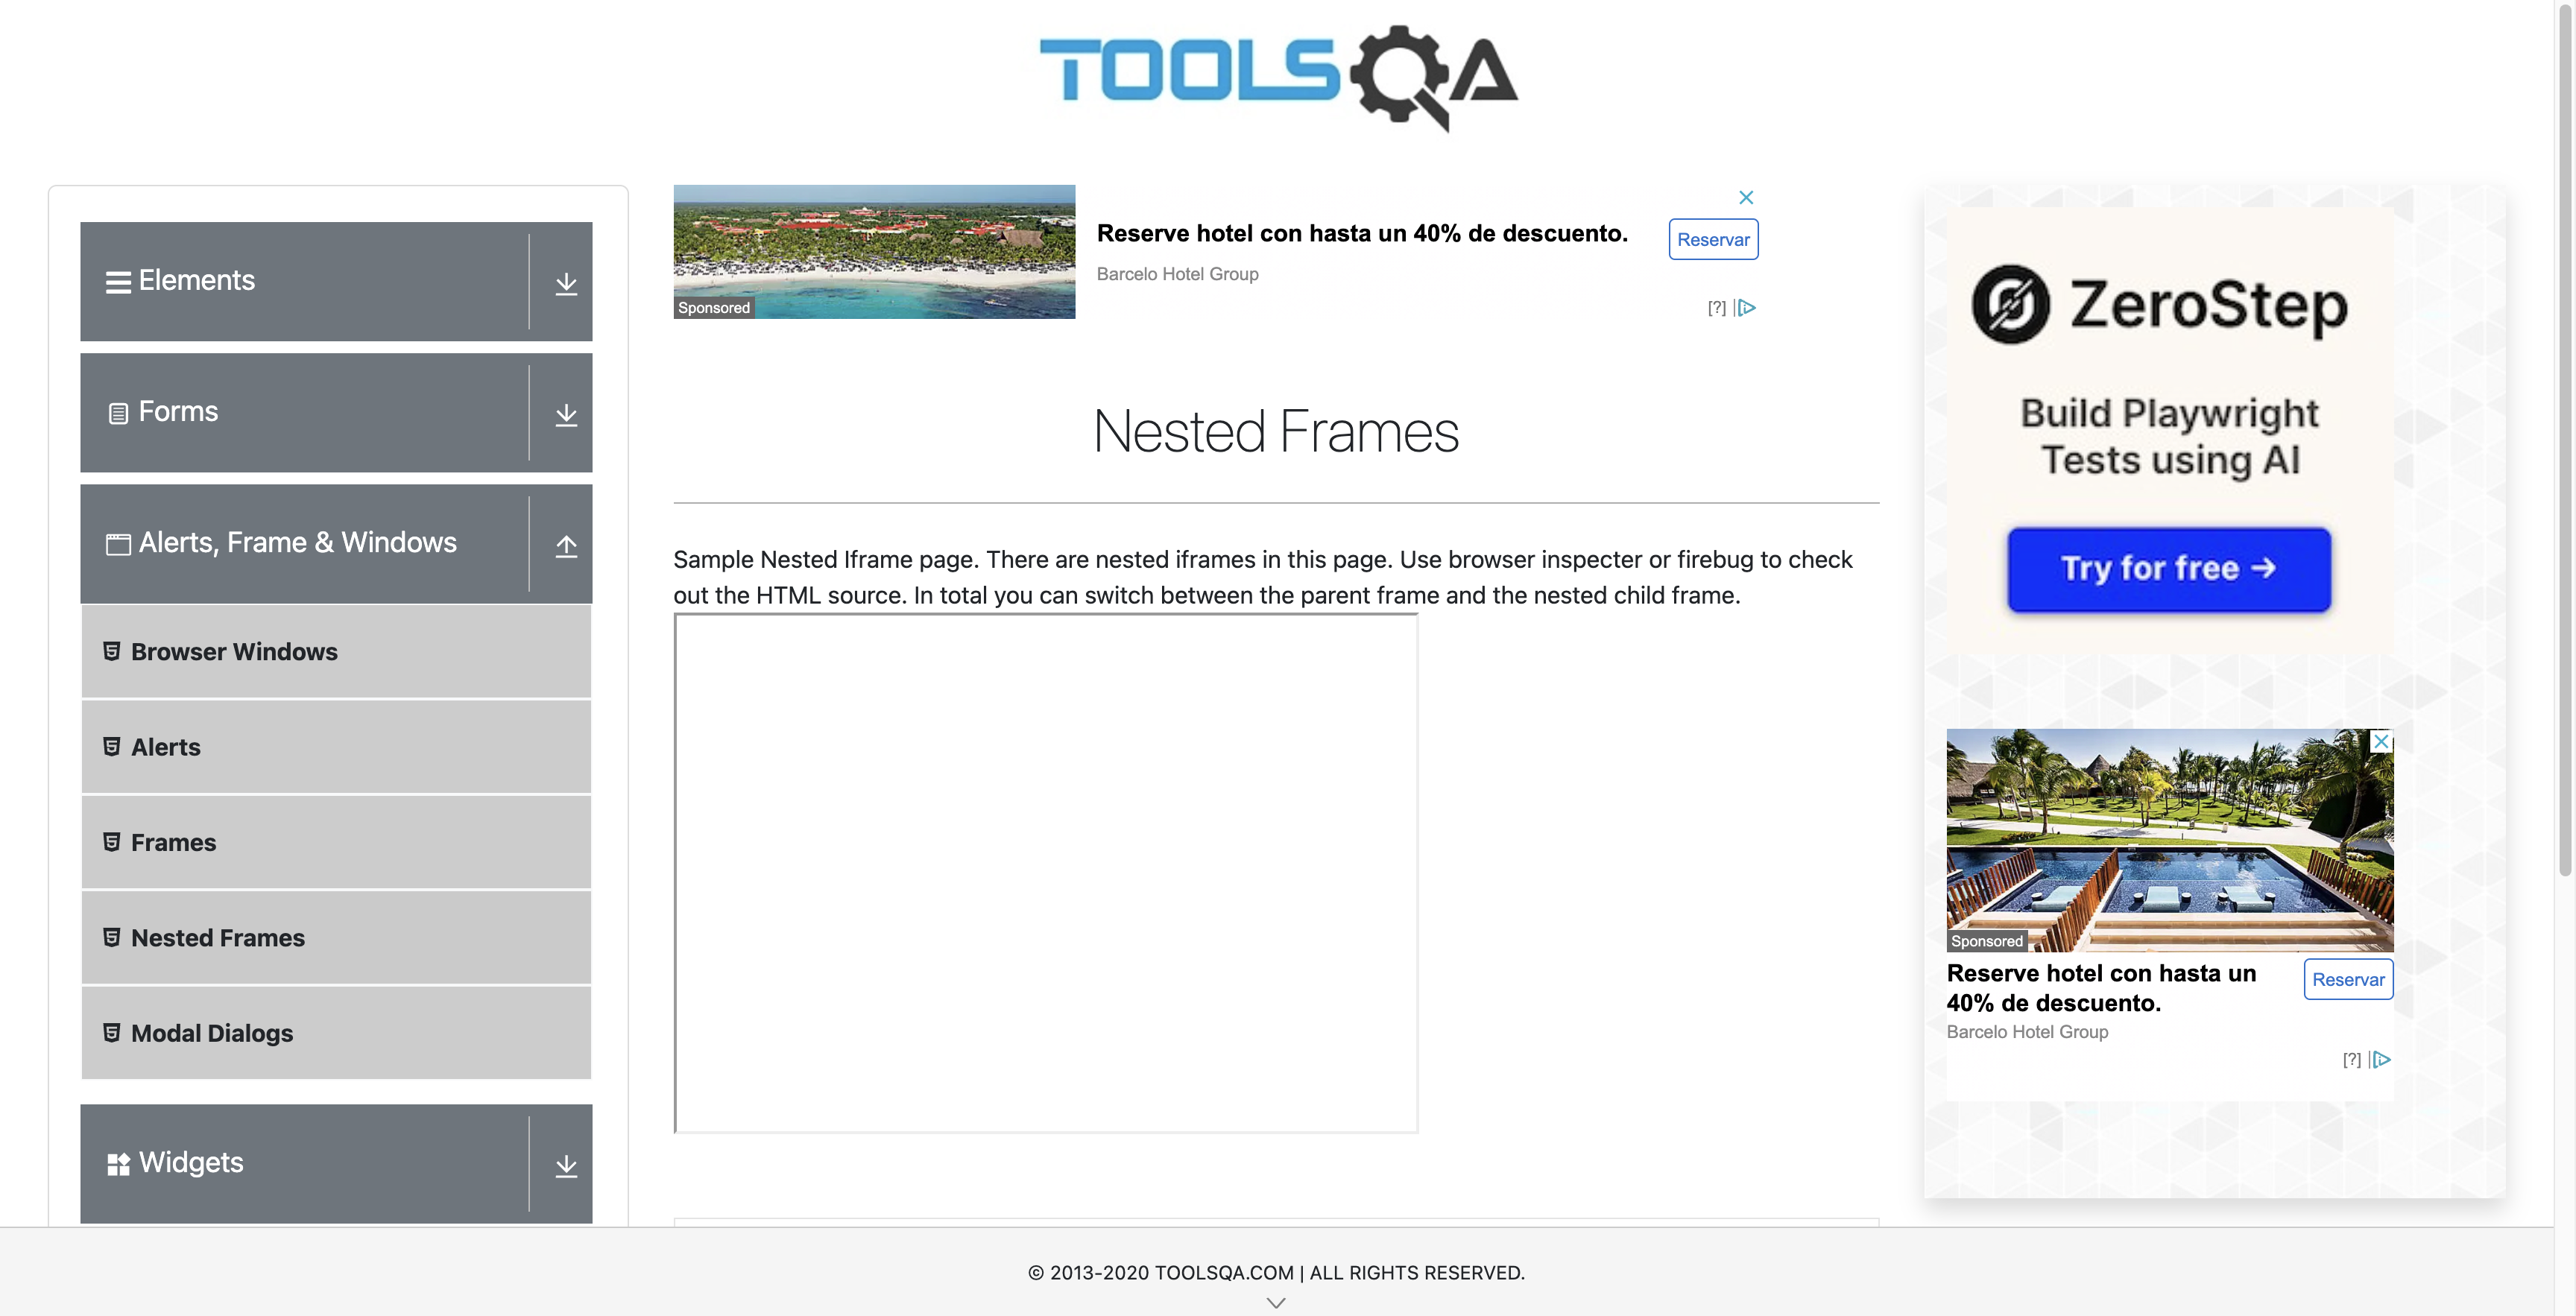 TOOLSQA
Elements
Forms
Alerts, Frame & Windows
Browser Windows
Alerts
Frames
Nested Frames
Modal Dialogs
Widgets
Sponsored
Reserve hotel con hasta un 40% de descuento.
Barcelo Hotel Group
Reservar
[?]
Nested Frames
Sample Nested Iframe page. There are nested iframes in this page. Use browser inspecter or firebug to check
out the HTML source. In total you can switch between the parent frame and the nested child frame.
ZeroStep
Build Playwright
Tests using AI
Try for free →
Sponsored
Reserve hotel con hasta un
40% de descuento.
Barcelo Hotel Group
Reservar
[?]
© 2013-2020 TOOLSQA.COM | ALL RIGHTS RESERVED.